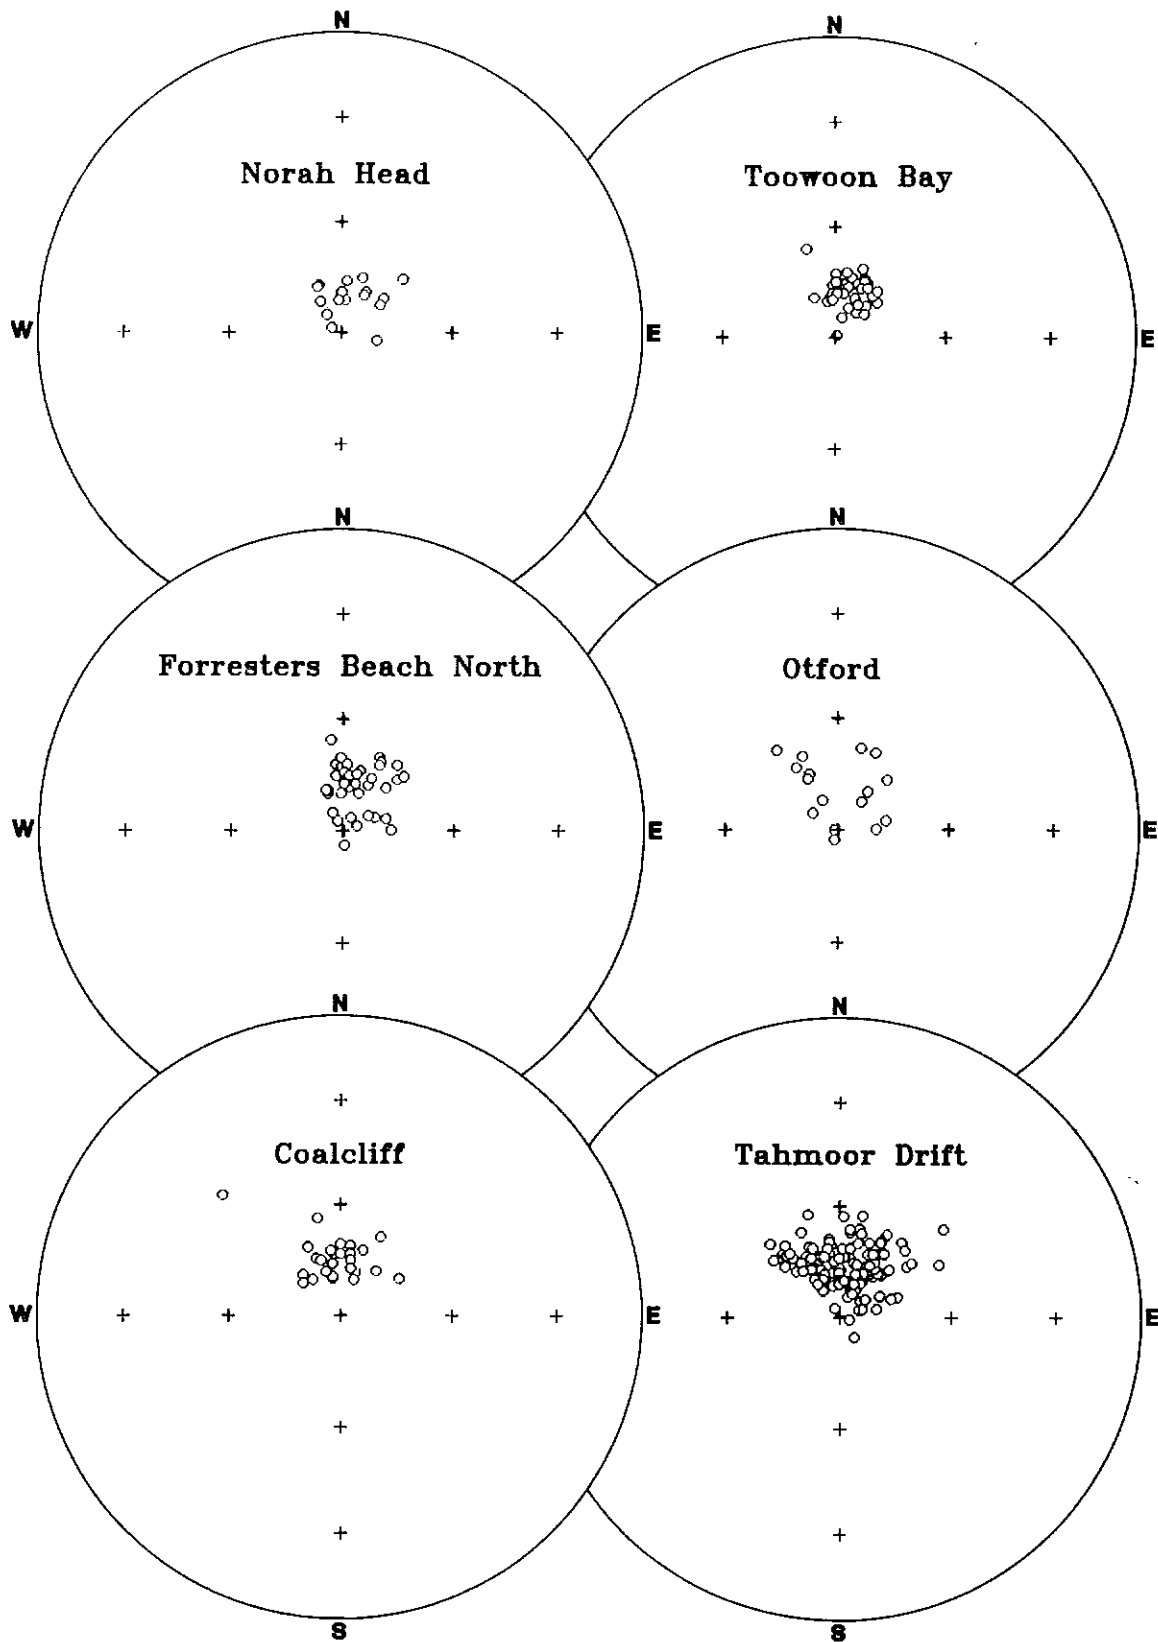 N
N
Norah Head
Toowoon Bay
W
E
E
N
N
Forresters Beach North
Otford
W
E
E
N
N
Coalcliff
Tahmoor Drift
W
E
E
S
S